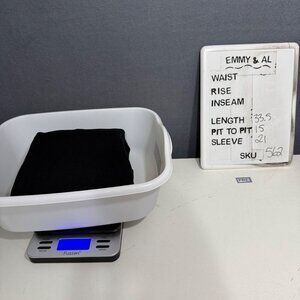 EMMY & AL
WAIST
RISE
INSEAM
LENGTH 33.5
PIT TO PIT 15
SLEEVE 21
SKU 562